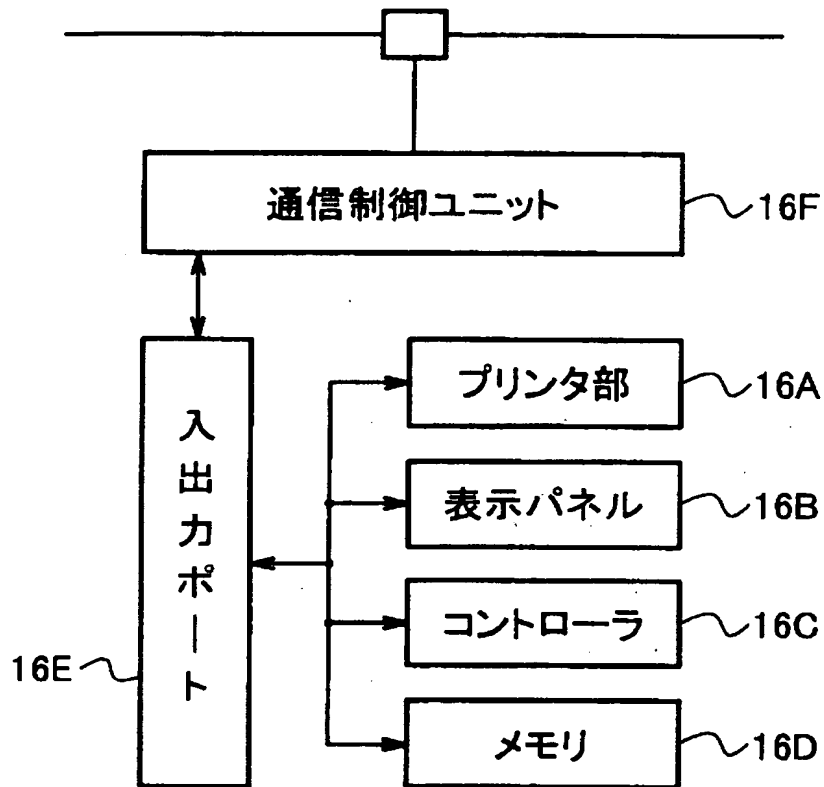 通信制御ユニット
16F
プリンタ部
16A
入出力ポート
表示パネル
16B
コントローラ
16C
16E
メモリ
16D